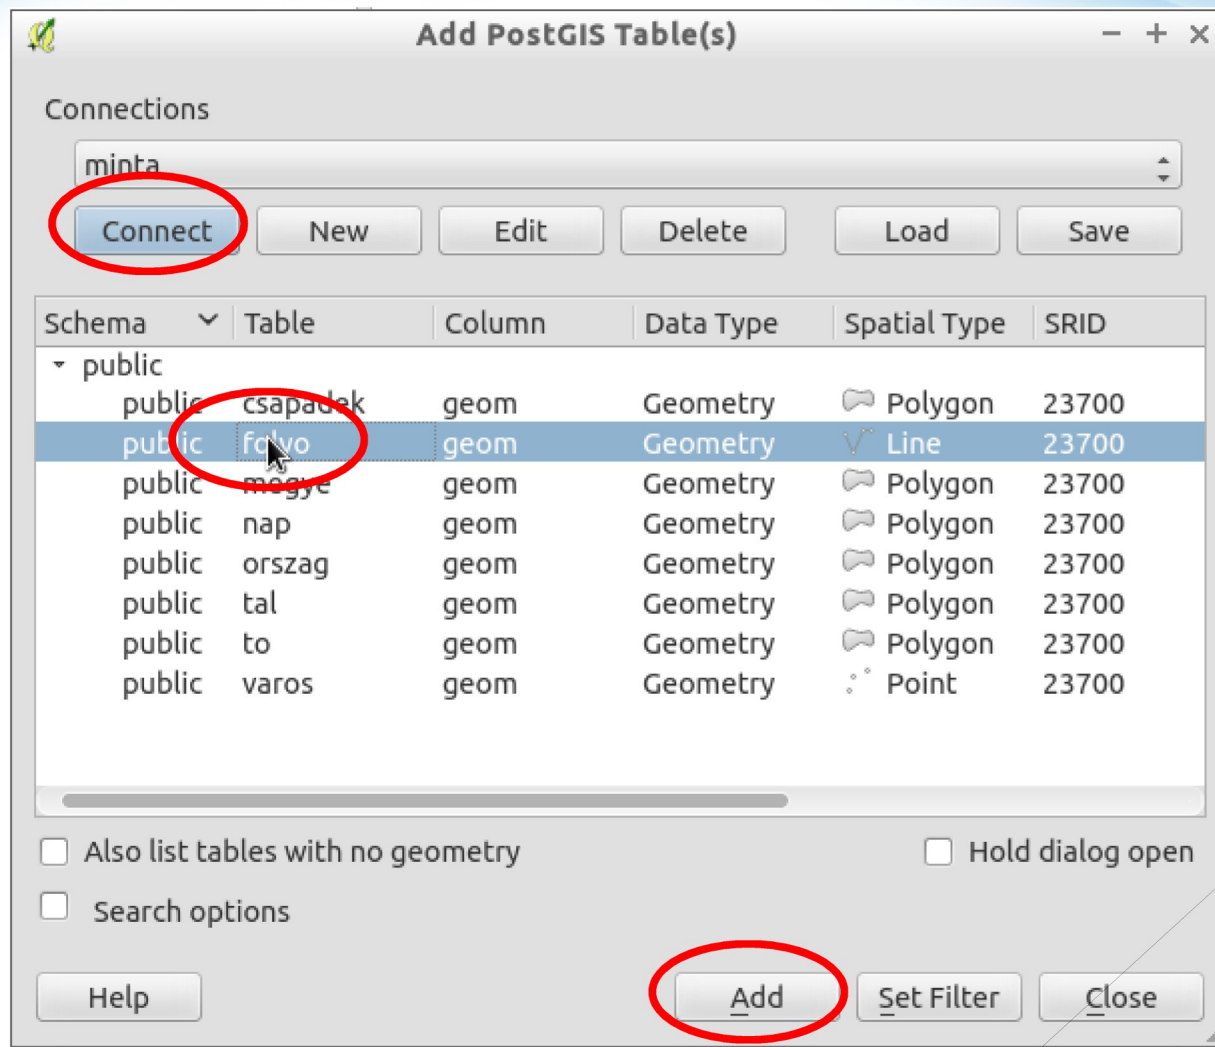 Add PostGIS Table(s)
Connections
minta
Connect New Edit Delete Load Save
Schema Table Column Data Type Spatial Type SRID
public
public csapadek geom Geometry Polygon 23700
public folyo geom Geometry Line 23700
public megye geom Geometry Polygon 23700
public nap geom Geometry Polygon 23700
public orszag geom Geometry Polygon 23700
public tal geom Geometry Polygon 23700
public to geom Geometry Polygon 23700
public varos geom Geometry Point 23700
Also list tables with no geometry Hold dialog open
Search options
Help Add Set Filter Close